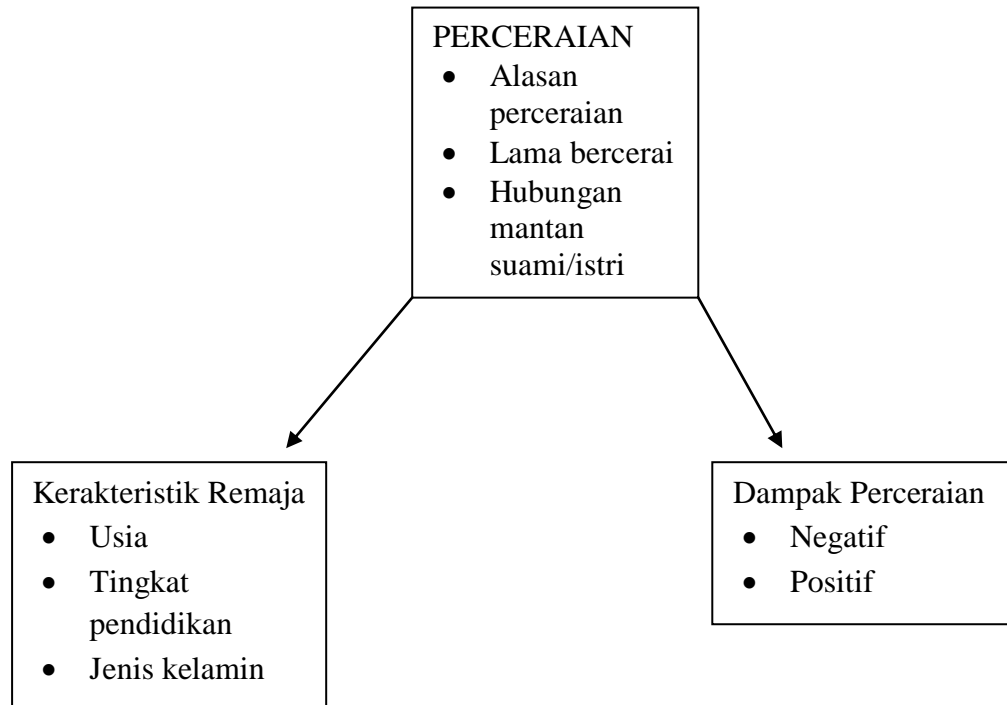 PERCERAIAN
• Alasan
perceraian
• Lama bercerai
• Hubungan
mantan
suami/istri
Kerakteristik Remaja
• Usia
• Tingkat
pendidikan
• Jenis kelamin
Dampak Perceraian
• Negatif
• Positif